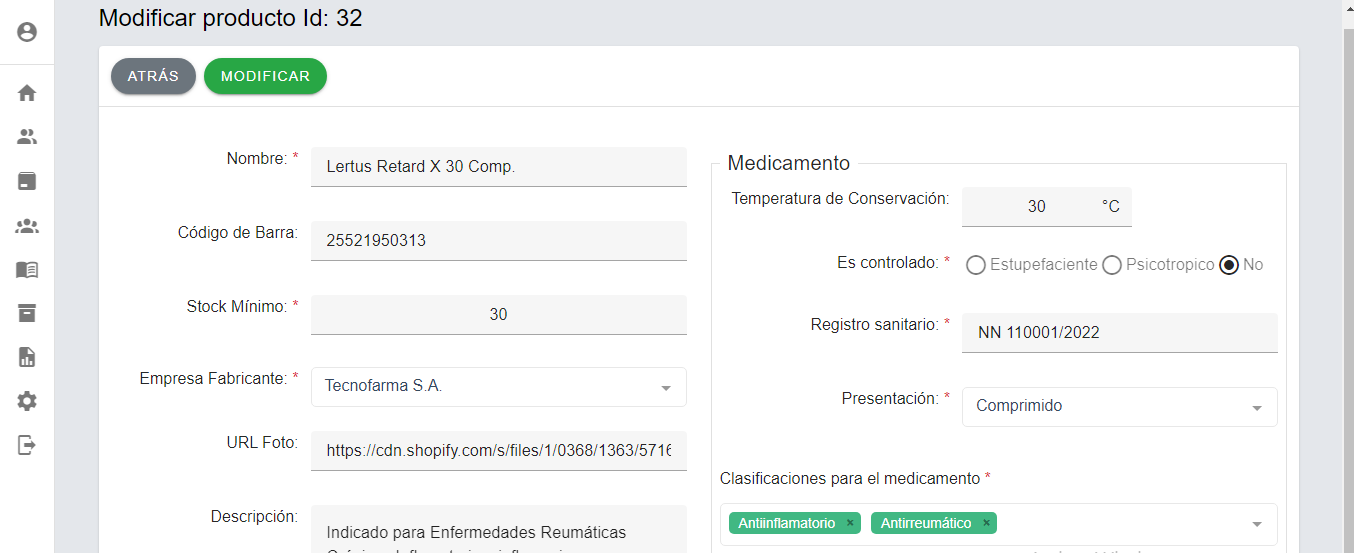 Modificar producto Id: 32
ATRÁS MODIFICAR
Nombre: * Lertus Retard X 30 Comp.
Código de Barra: 25521950313
Stock Mínimo: * 30
Empresa Fabricante: * Tecnofarma S.A.
URL Foto: https://cdn.shopify.com/s/files/1/0368/1363/5716
Descripción: Indicado para Enfermedades Reumáticas
Medicamento
Temperatura de Conservación: 30 °C
Es controlado: * Estupefaciente Psicotropico No
Registro sanitario: * NN 110001/2022
Presentación: * Comprimido
Clasificaciones para el medicamento *
Antiinflamatorio × Antirreumático ×